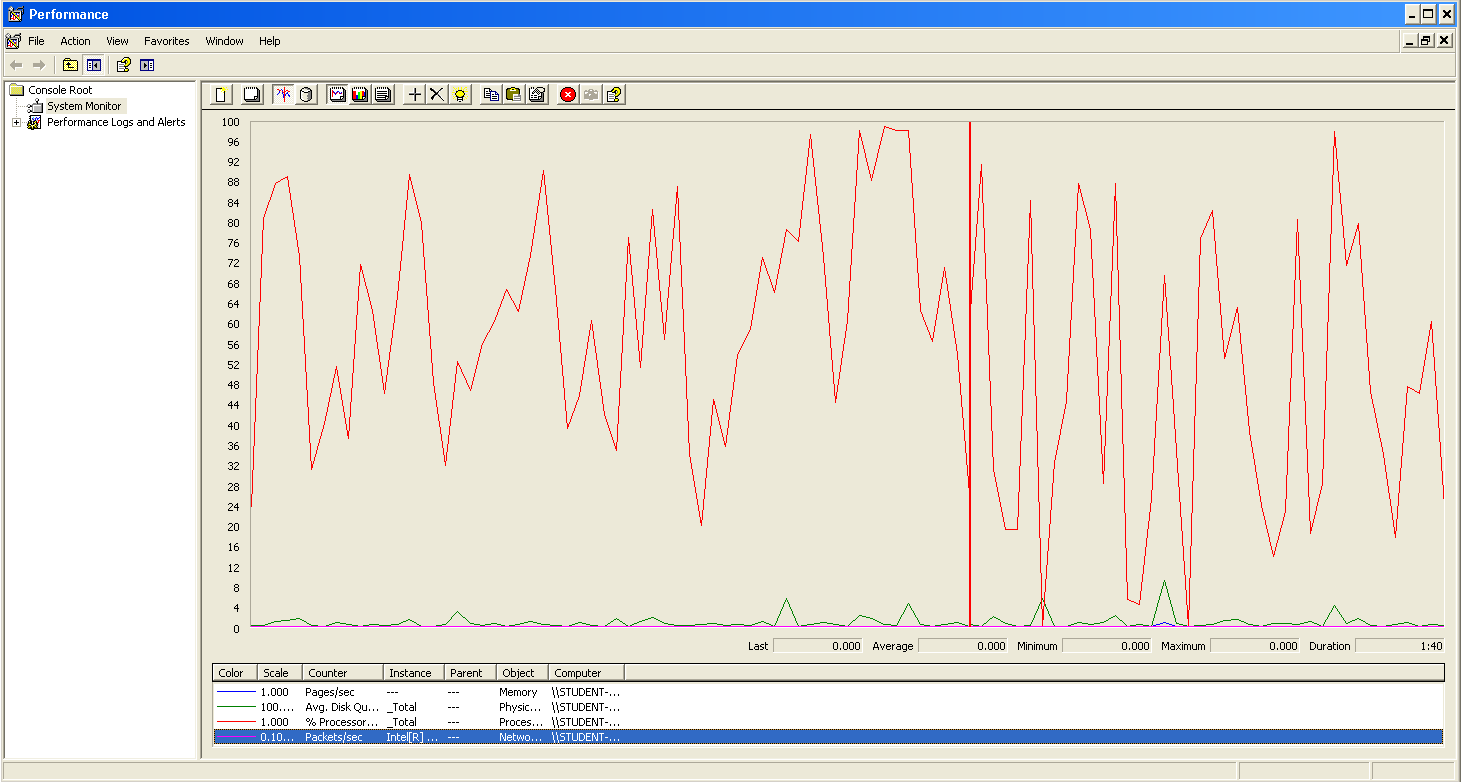 Performance
File Action View Favorites Window Help
Console Root
System Monitor
Performance Logs and Alerts
100
96
92
88
84
80
76
72
68
64
60
56
52
48
44
40
36
32
28
24
20
16
12
8
4
0
Last 0.000 Average 0.000 Minimum 0.000 Maximum 0.000 Duration 1:40
Color Scale Counter Instance Parent Object Computer
1.000 Pages/sec --- --- Memory \\STUDENT-...
100.... Avg. Disk Qu... _Total --- Physic... \\STUDENT-...
1.000 % Processor... _Total --- Proces... \\STUDENT-...
0.10... Packets/sec Intel[R] ... --- Netwo... \\STUDENT-...